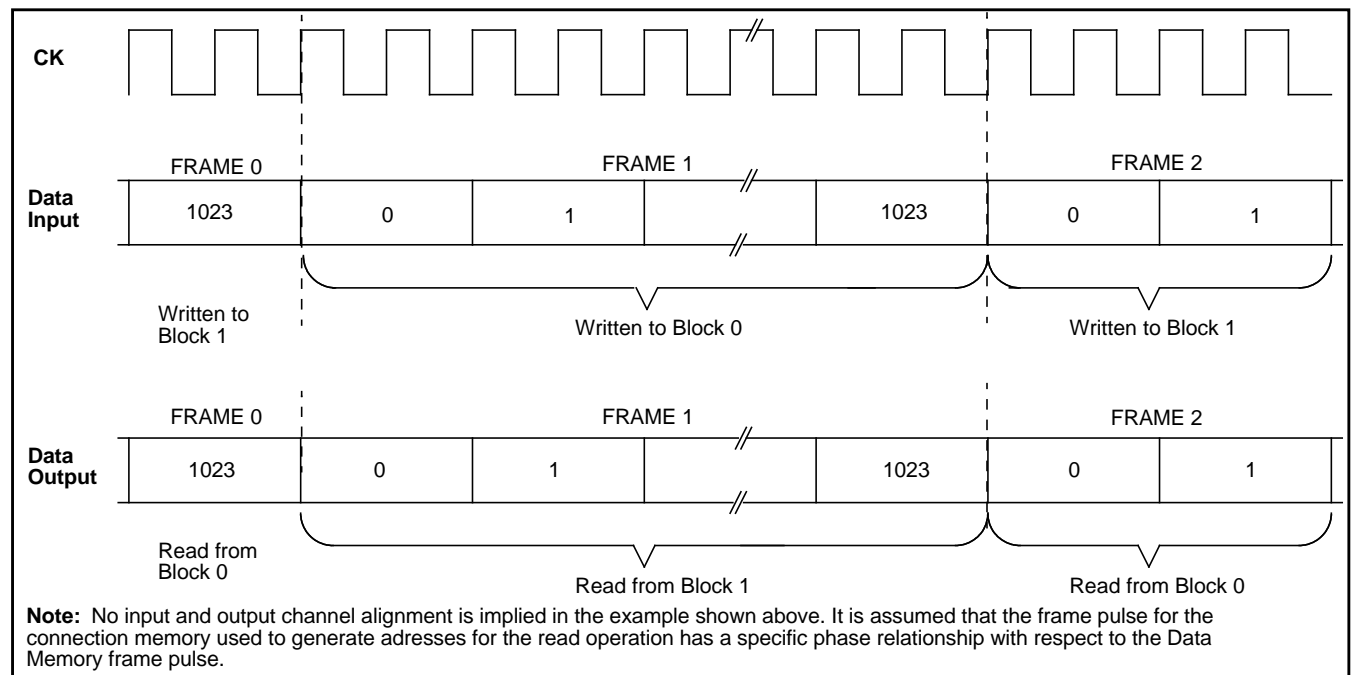 CK
FRAME 0 FRAME 1 FRAME 2
Data
Input
1023 0 1 1023 0 1
Written to
Block 1
Written to Block 0
Written to Block 1
FRAME 0 FRAME 1 FRAME 2
Data
Output
1023 0 1 1023 0 1
Read from
Block 0
Read from Block 1
Read from Block 0
Note: No input and output channel alignment is implied in the example shown above. It is assumed that the frame pulse for the
connection memory used to generate adresses for the read operation has a specific phase relationship with respect to the Data
Memory frame pulse.